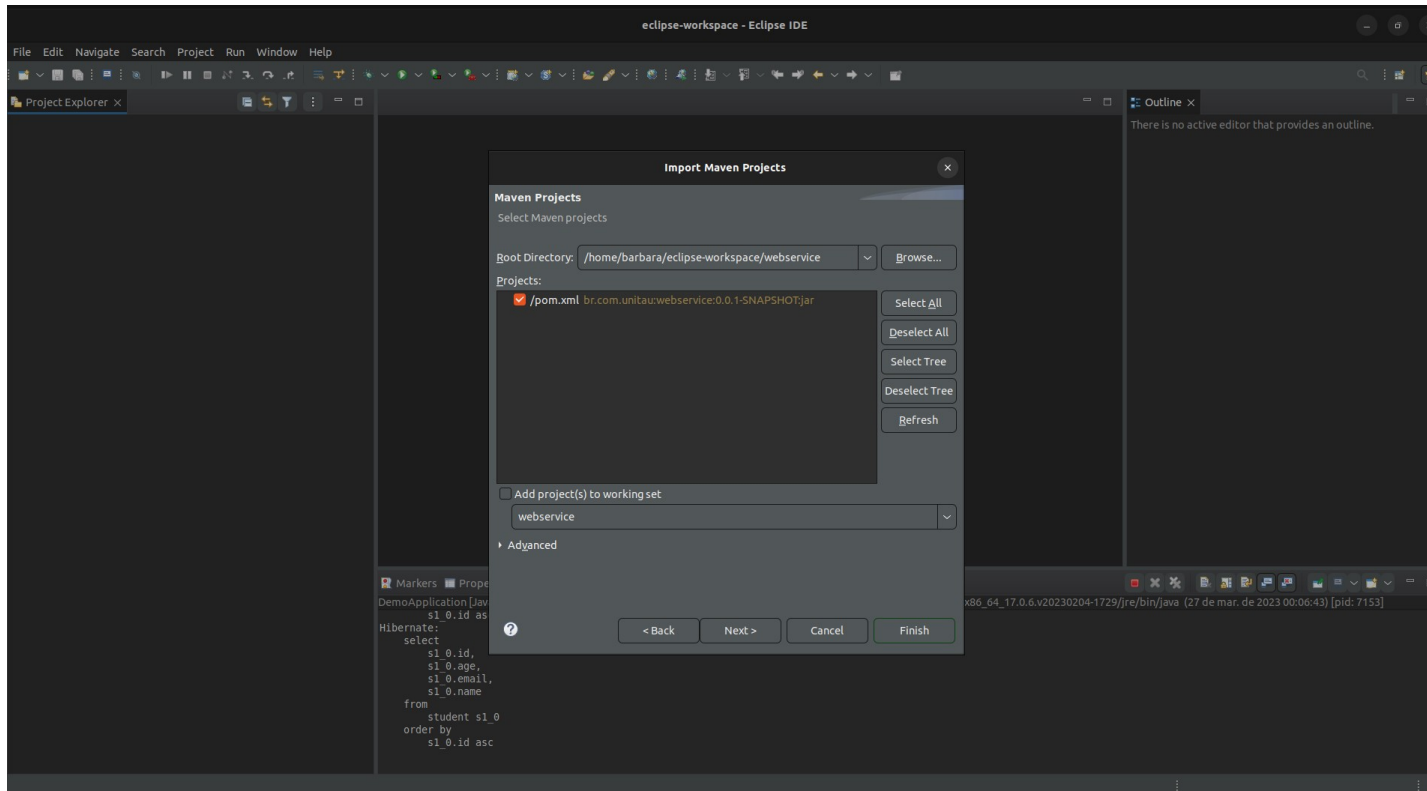 eclipse-workspace - Eclipse IDE
File Edit Navigate Search Project Run Window Help
Project Explorer
Outline
There is no active editor that provides an outline.
Import Maven Projects
Maven Projects
Select Maven projects
Root Directory: /home/barbara/eclipse-workspace/webservice Browse...
Projects:
/pom.xml br.com.unitau:webservice:0.0.1-SNAPSHOT:jar
Select All
Deselect All
Select Tree
Deselect Tree
Refresh
Add project(s) to working set
webservice
Advanced
< Back Next > Cancel Finish
Markers Prope
DemoApplication [Jav x86_64_17.0.6.v20230204-1729/jre/bin/java (27 de mar. de 2023 00:06:43) [pid: 7153]
s1_0.id as
Hibernate:
select
s1_0.id,
s1_0.age,
s1_0.email,
s1_0.name
from
student s1_0
order by
s1_0.id asc